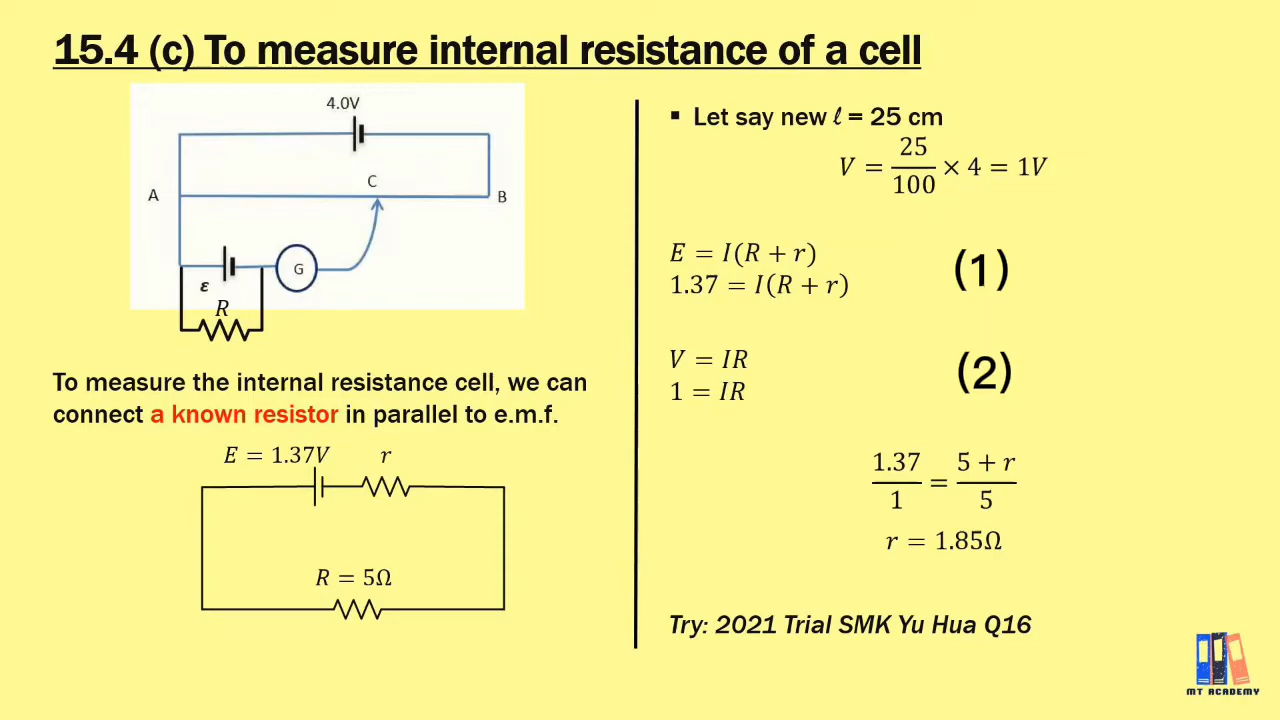 15.4 (c) To measure internal resistance of a cell
4.0V
A
C
B
G
ε
R
To measure the internal resistance cell, we can
connect a known resistor in parallel to e.m.f.
E = 1.37V
r
R = 5Ω
▪ Let say new ℓ = 25 cm
V = 25/100 × 4 = 1V
E = I(R + r)
1.37 = I(R + r)
(1)
V = IR
1 = IR
(2)
1.37/1 = 5 + r/5
r = 1.85Ω
Try: 2021 Trial SMK Yu Hua Q16
MT ACADEMY